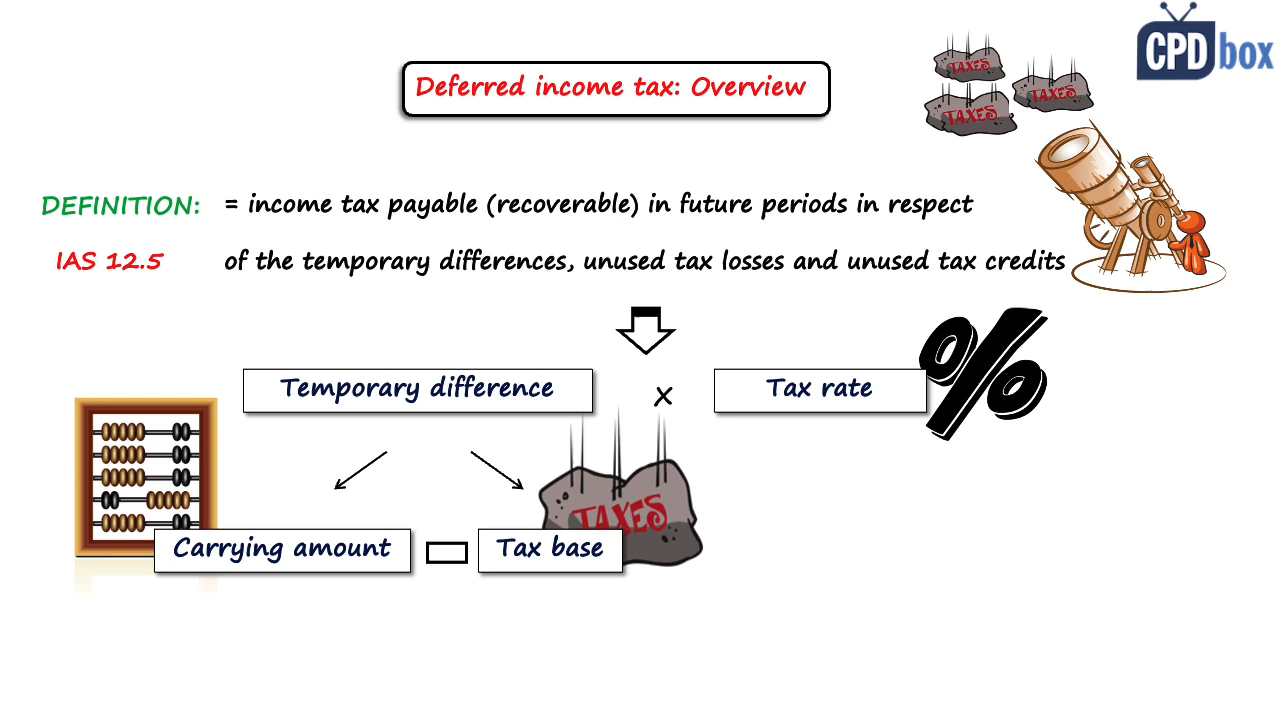 CPD box
Deferred income tax: Overview
TAXES
TAXES
TAXES
DEFINITION: = income tax payable (recoverable) in future periods in respect
IAS 12.5 of the temporary differences, unused tax losses and unused tax credits
%
Temporary difference x Tax rate
TAXES
Carrying amount Tax base